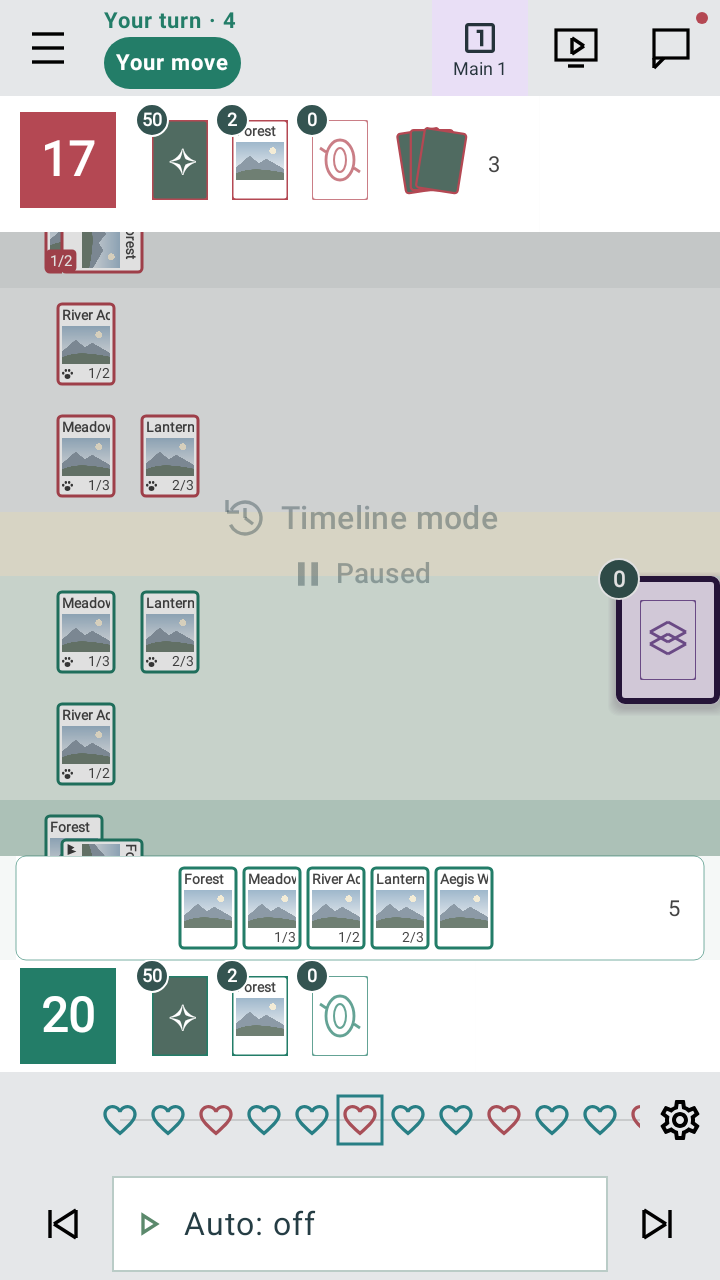 Your turn · 4
Your move
1
Main 1
17
50
2
orest
0
3
1/2
orest
River Ac
1/2
Meadov
1/3
Lantern
2/3
Timeline mode
Paused
0
Meadov
1/3
Lantern
2/3
River Ac
1/2
Forest
Fo
Forest
Meadov
1/3
River Ac
1/2
Lantern
2/3
Aegis W
5
20
50
2
orest
0
Auto: off